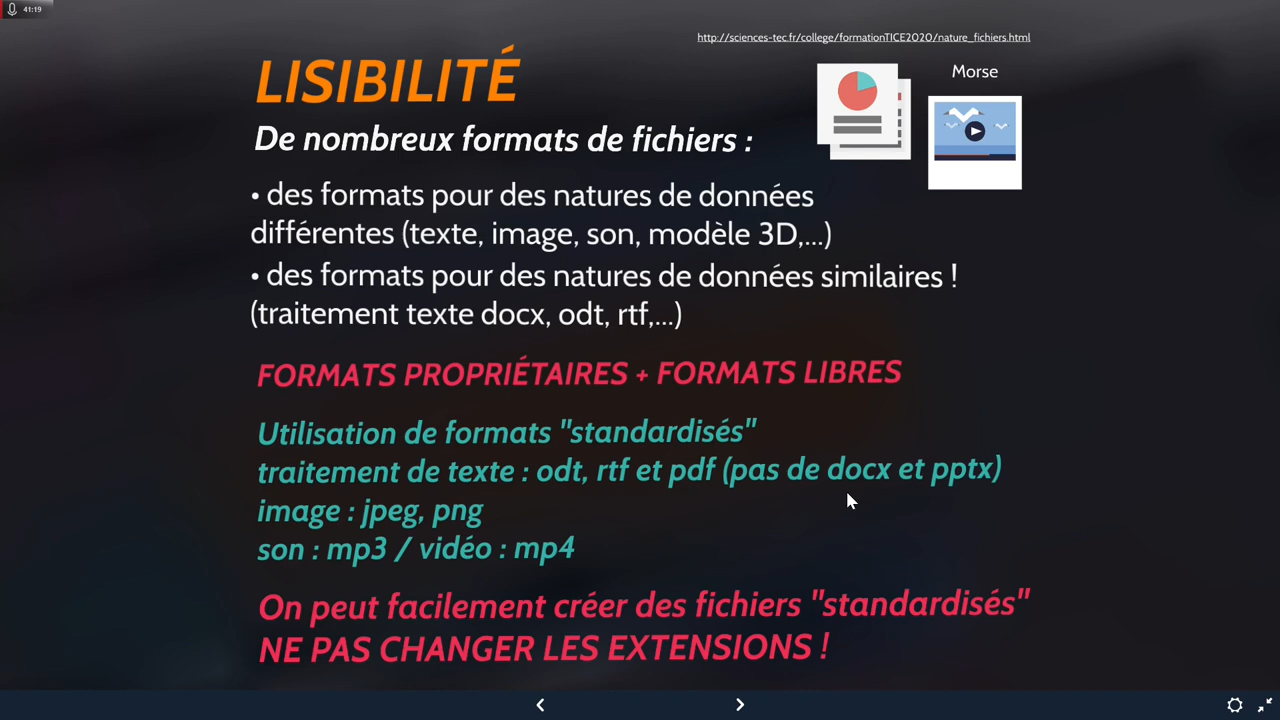 41:19
http://sciences-tec.fr/college/formationTICE2020/nature_fichiers.html
LISIBILITÉ
Morse
De nombreux formats de fichiers :
• des formats pour des natures de données
différentes (texte, image, son, modèle 3D,...)
• des formats pour des natures de données similaires !
(traitement texte docx, odt, rtf,...)
FORMATS PROPRIÉTAIRES + FORMATS LIBRES
Utilisation de formats "standardisés"
traitement de texte : odt, rtf et pdf (pas de docx et pptx)
image : jpeg, png
son : mp3 / vidéo : mp4
On peut facilement créer des fichiers "standardisés"
NE PAS CHANGER LES EXTENSIONS !